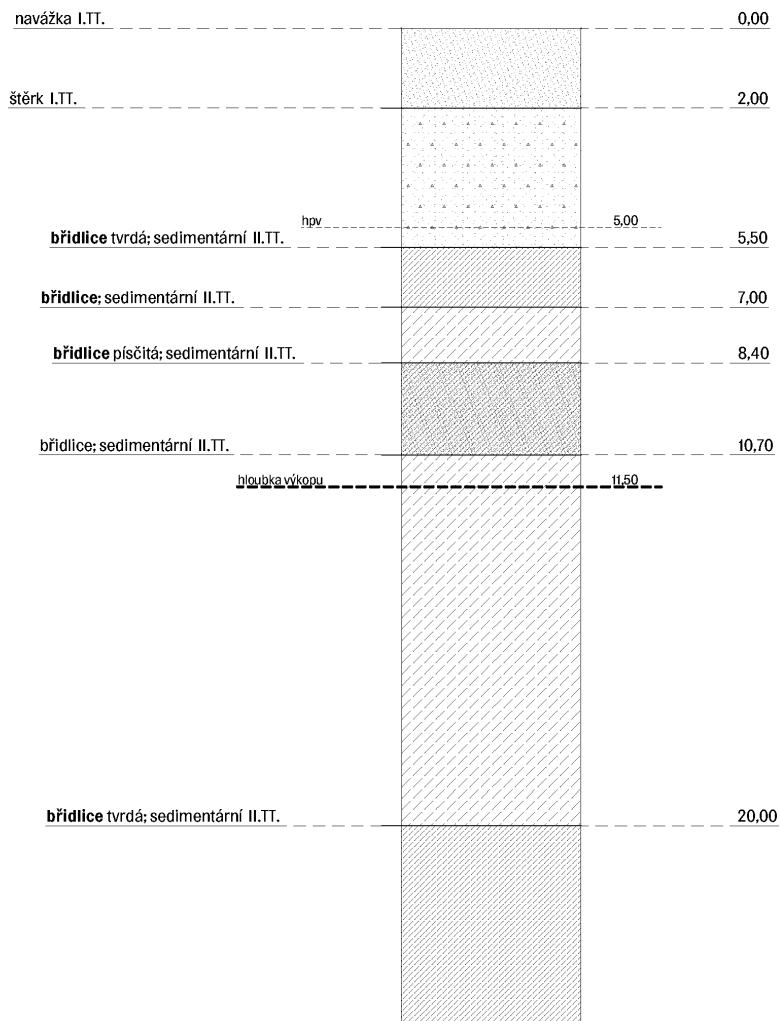 navážka I.TT. 0,00
štěrk I.TT. 2,00
hpv 5,00
břidlice tvrdá; sedimentární II.TT. 5,50
břidlice; sedimentární II.TT. 7,00
břidlice písčitá; sedimentární II.TT. 8,40
břidlice; sedimentární II.TT. 10,70
hloubka výkopu 11,50
břidlice tvrdá; sedimentární II.TT. 20,00